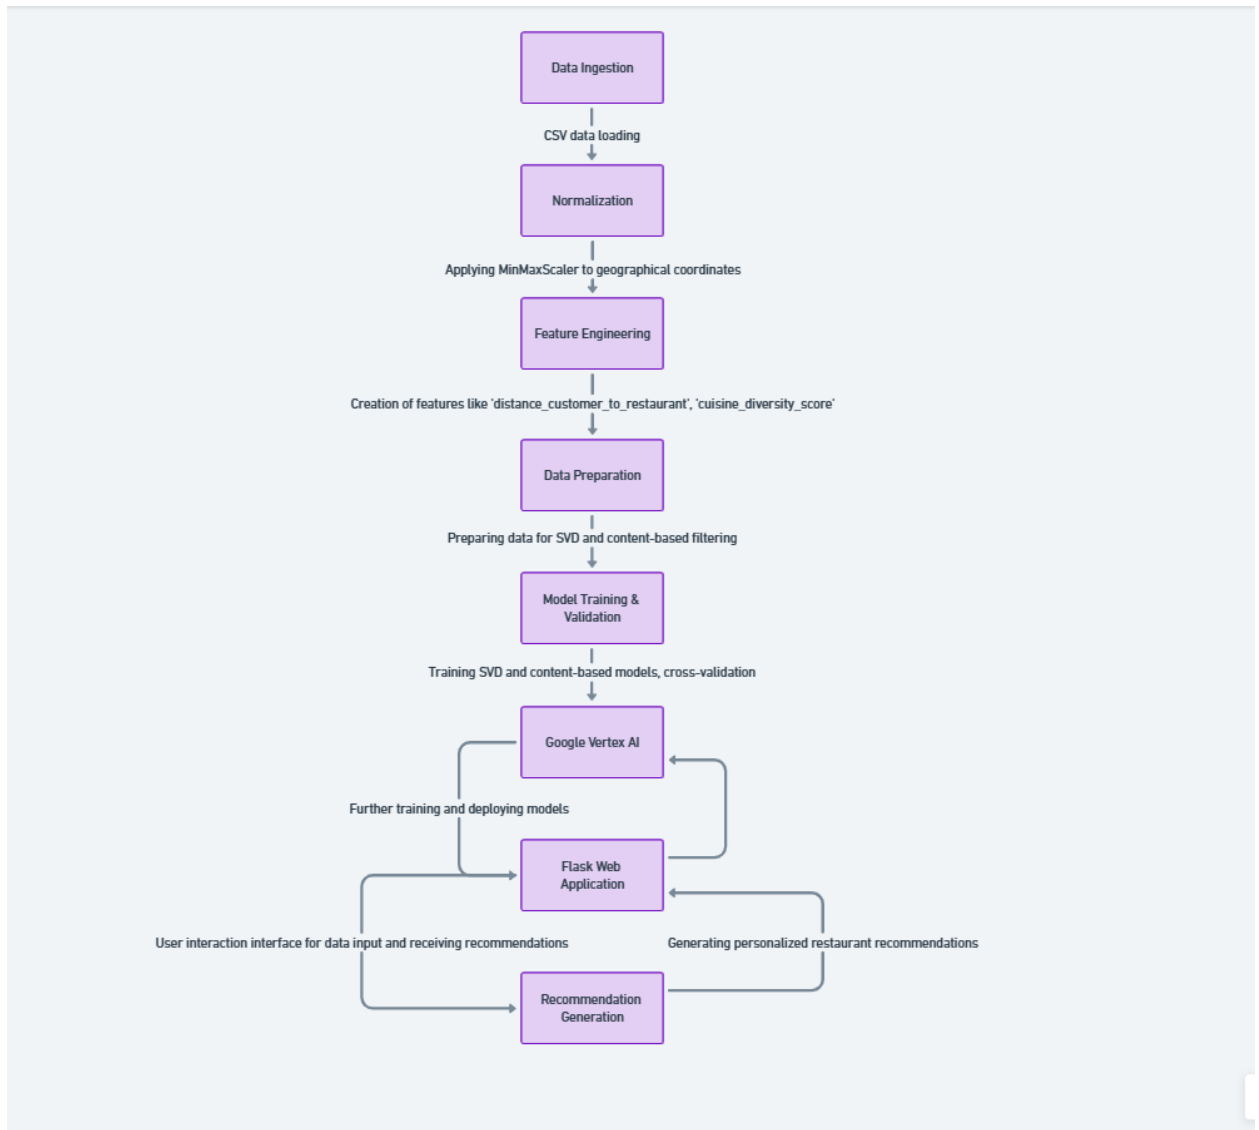 Data Ingestion
CSV data loading
Normalization
Applying MinMaxScaler to geographical coordinates
Feature Engineering
Creation of features like 'distance_customer_to_restaurant', 'cuisine_diversity_score'
Data Preparation
Preparing data for SVD and content-based filtering
Model Training &
Validation
Training SVD and content-based models, cross-validation
Google Vertex AI
Further training and deploying models
Flask Web
Application
User interaction interface for data input and receiving recommendations
Generating personalized restaurant recommendations
Recommendation
Generation